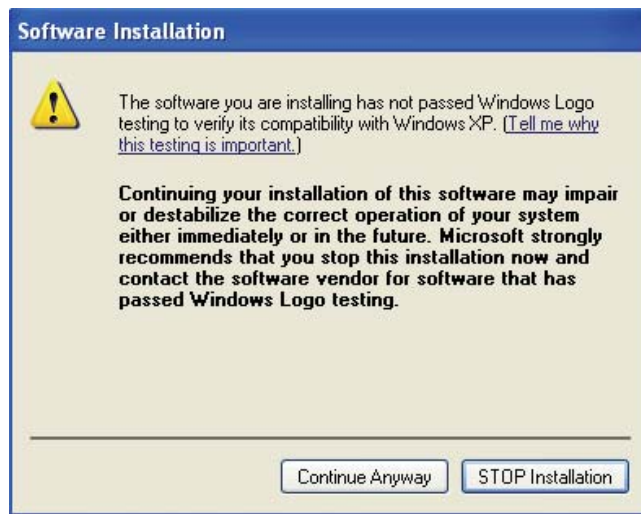 Software Installation
The software you are installing has not passed Windows Logo
testing to verify its compatibility with Windows XP. (Tell me why
this testing is important.)
Continuing your installation of this software may impair
or destabilize the correct operation of your system
either immediately or in the future. Microsoft strongly
recommends that you stop this installation now and
contact the software vendor for software that has
passed Windows Logo testing.
Continue Anyway
STOP Installation